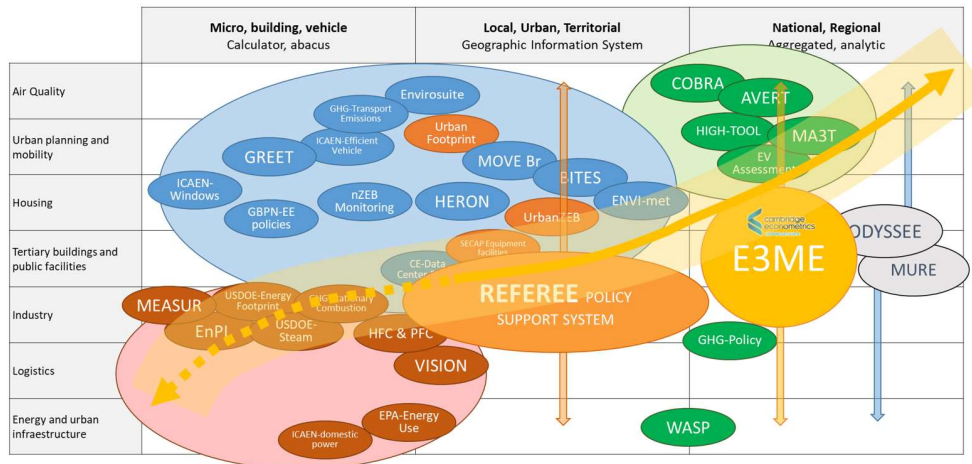 Micro, building, vehicle
Calculator, abacus
Local, Urban, Territorial
Geographic Information System
National, Regional
Aggregated, analytic
Air Quality
Envirosuite
COBRA
AVERT
GHG-Transport
Emissions
Urban planning and
mobility
ICAEN-Efficient
Vehicle
Urban
Footprint
HIGH-TOOL
MA3T
GREET
MOVE Br
EV
Assessment
BITES
Housing
ICAEN-
Windows
GBPN-EE
policies
nZEB
Monitoring
HERON
UrbanZEB
ENVI-met
cambridge
econometrics
E3ME
ODYSSEE
MURE
Tertiary buildings and
public facilities
SECAP Equipment
facilities
CE-Data
Center
Industry
MEASUR
USDOE-Energy
Footprint
GHG Stationary
Combustion
EnPI
USDOE-
Steam
HFC & PFC
REFEREE POLICY
SUPPORT SYSTEM
GHG-Policy
Logistics
VISION
Energy and urban
infraestructure
ICAEN-domestic
power
EPA-Energy
Use
WASP